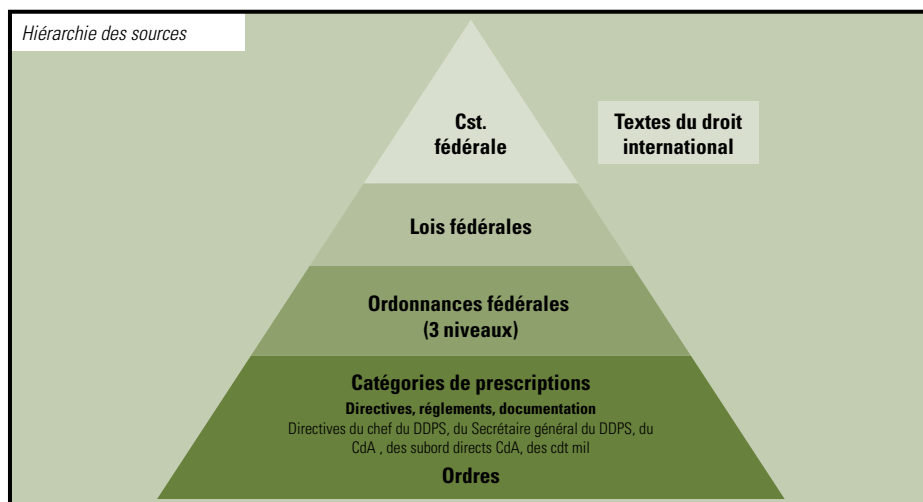 Hiérarchie des sources
Cst.
fédérale
Textes du droit
international
Lois fédérales
Ordonnances fédérales
(3 niveaux)
Catégories de prescriptions
Directives, réglements, documentation
Directives du chef du DDPS, du Secrétaire général du DDPS, du
CdA , des subord directs CdA, des cdt mil
Ordres